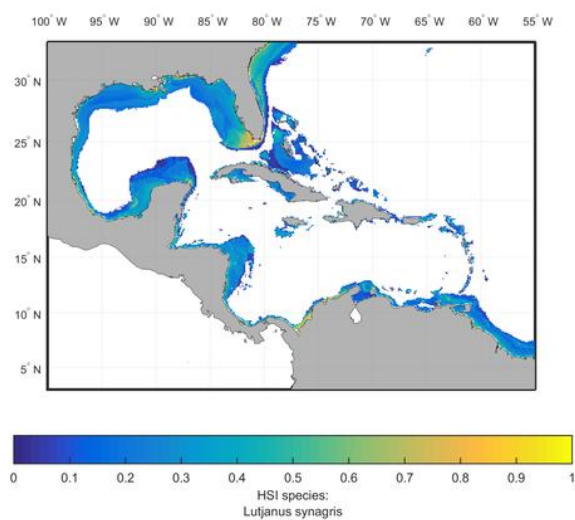 100° W 95° W 90° W 85° W 80° W 75° W 70° W 65° W 60° W 55° W
30° N
25° N
20° N
15° N
10° N
5° N
0 0.1 0.2 0.3 0.4 0.5 0.6 0.7 0.8 0.9 1
HSI species:
Lutjanus synagris